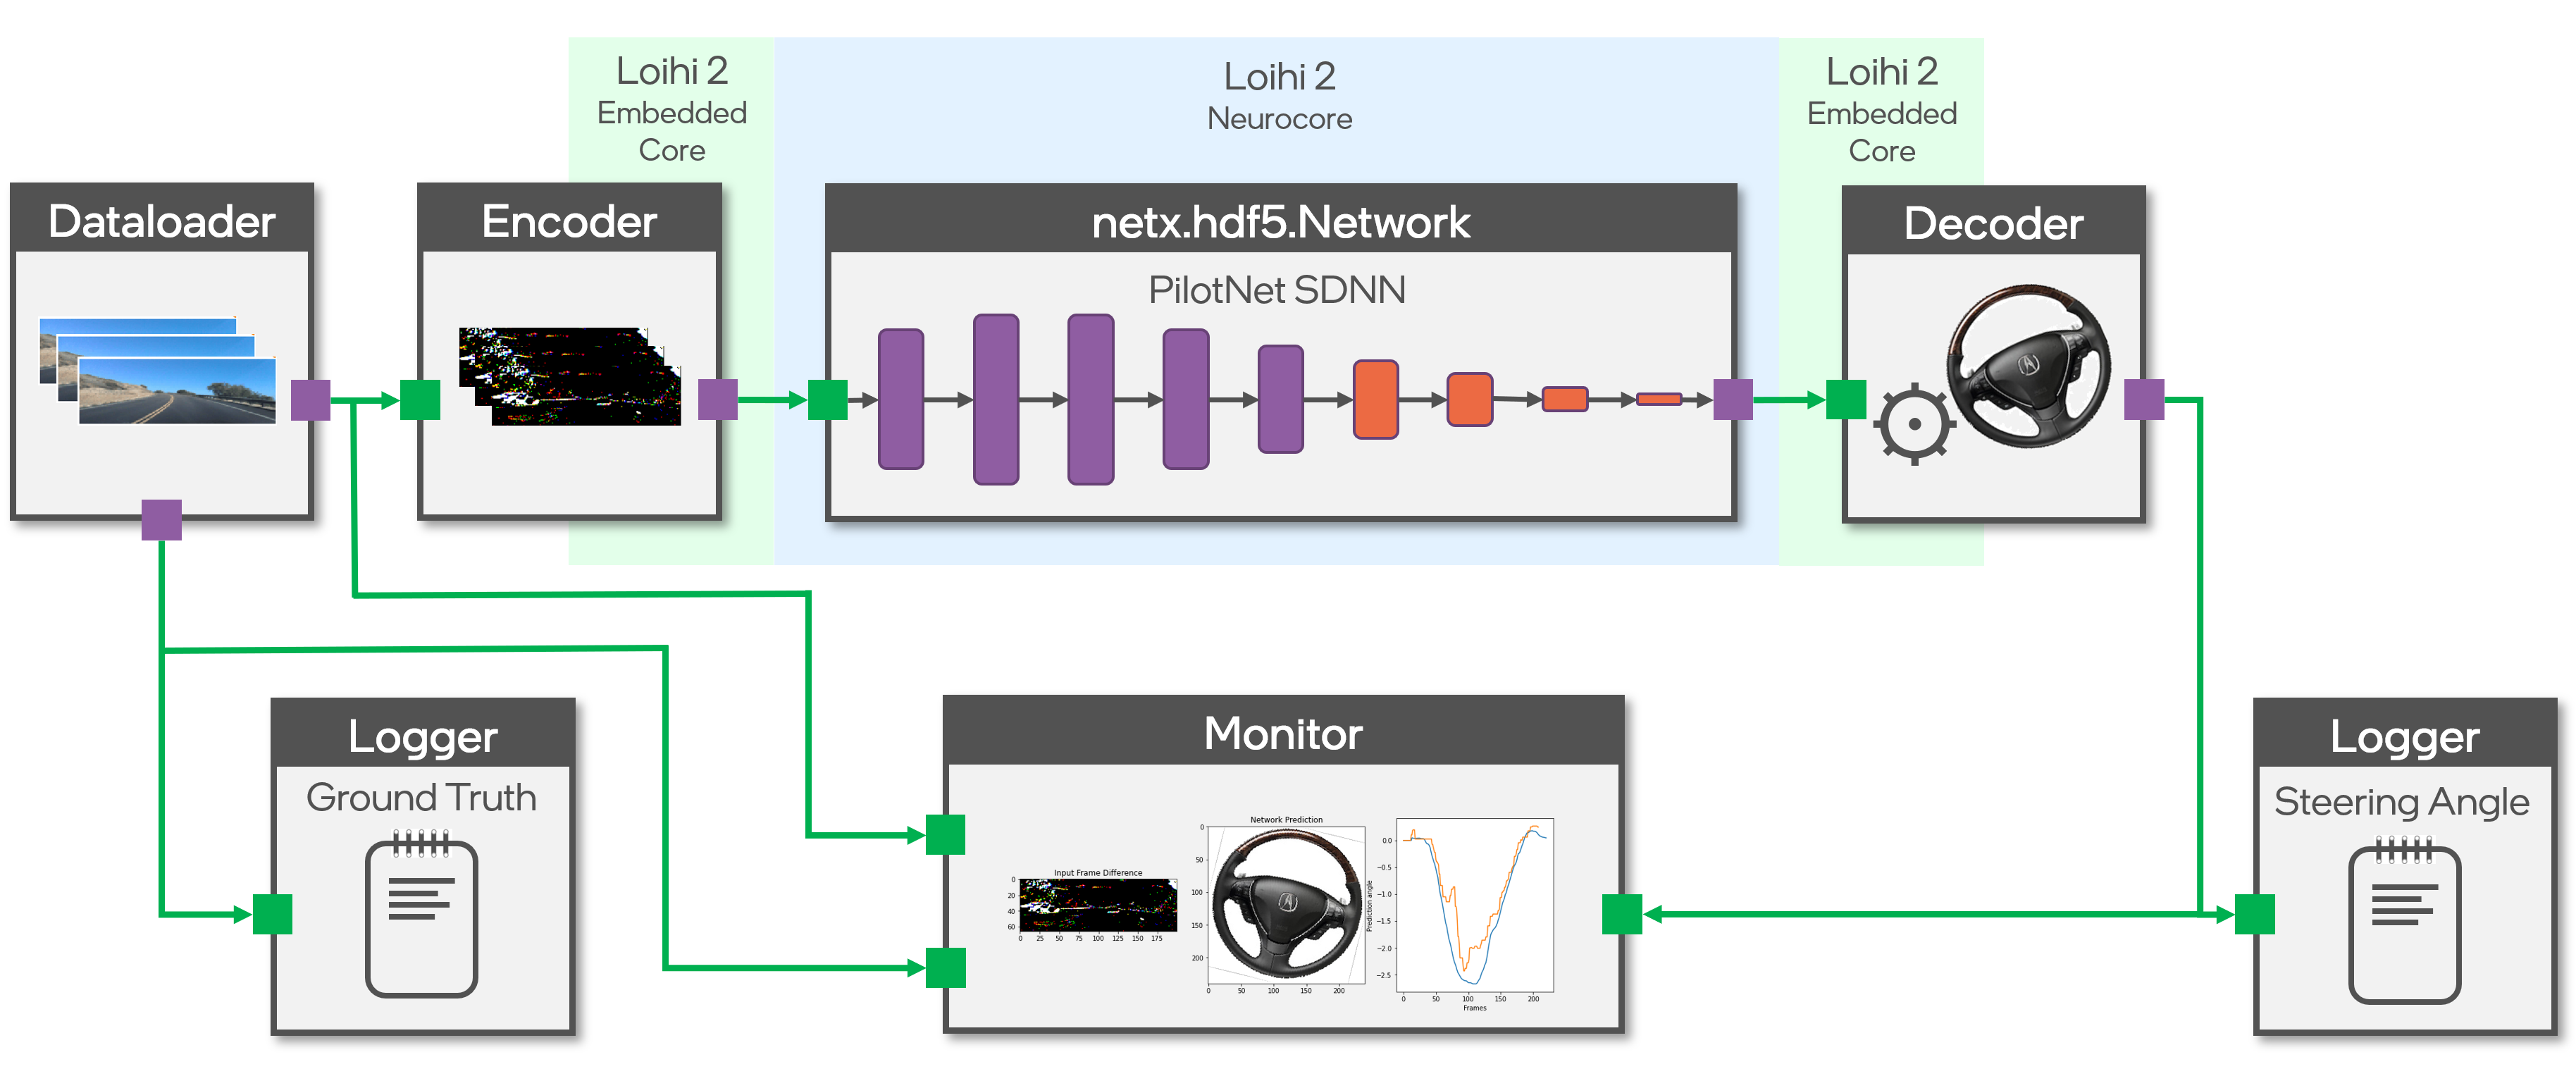 Loihi 2
Embedded
Core
Loihi 2
Neurocore
Loihi 2
Embedded
Core
Dataloader
Encoder
netx.hdf5.Network
PilotNet SDNN
Decoder
Logger
Ground Truth
Monitor
Input Frame Difference
0
20
40
60
0 25 50 75 100 125 150 175
Network Prediction
0
50
100
150
200
0 50 100 150 200
Prediction angle
0.0
−0.5
−1.0
−1.5
−2.0
−2.5
0 50 100 150 200
Frames
Logger
Steering Angle